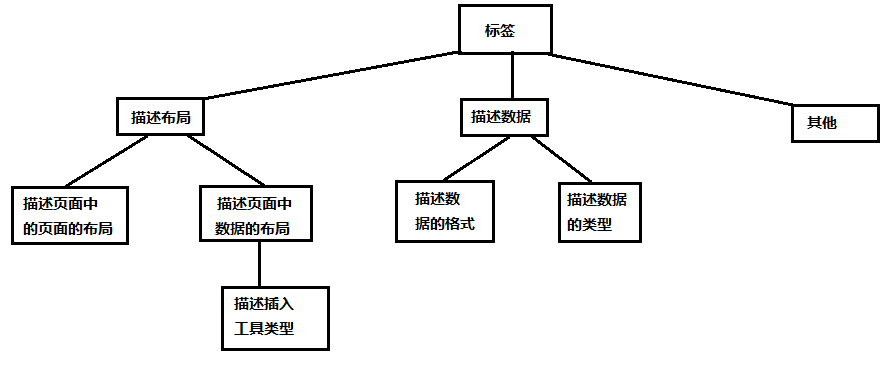 标签
描述布局
描述数据
其他
描述页面中
的页面的布局
描述页面中
数据的布局
描述数
据的格式
描述数据
的类型
描述插入
工具类型